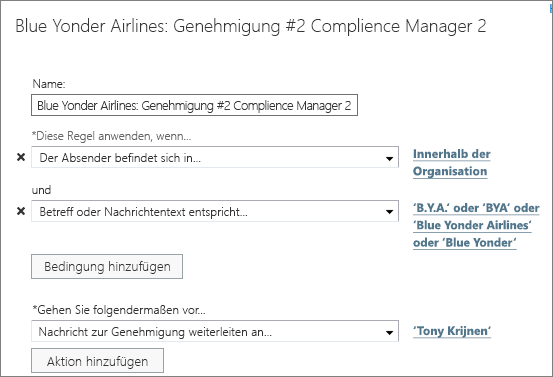 Blue Yonder Airlines: Genehmigung #2 Complience Manager 2
Name:
Blue Yonder Airlines: Genehmigung #2 Complience Manager 2
*Diese Regel anwenden, wenn...
Der Absender befindet sich in...
Innerhalb der
Organisation
und
Betreff oder Nachrichtentext entspricht...
'B.Y.A.' oder 'BYA' oder
'Blue Yonder Airlines'
oder 'Blue Yonder'
Bedingung hinzufügen
*Gehen Sie folgendermaßen vor...
Nachricht zur Genehmigung weiterleiten an...
'Tony Krijnen'
Aktion hinzufügen